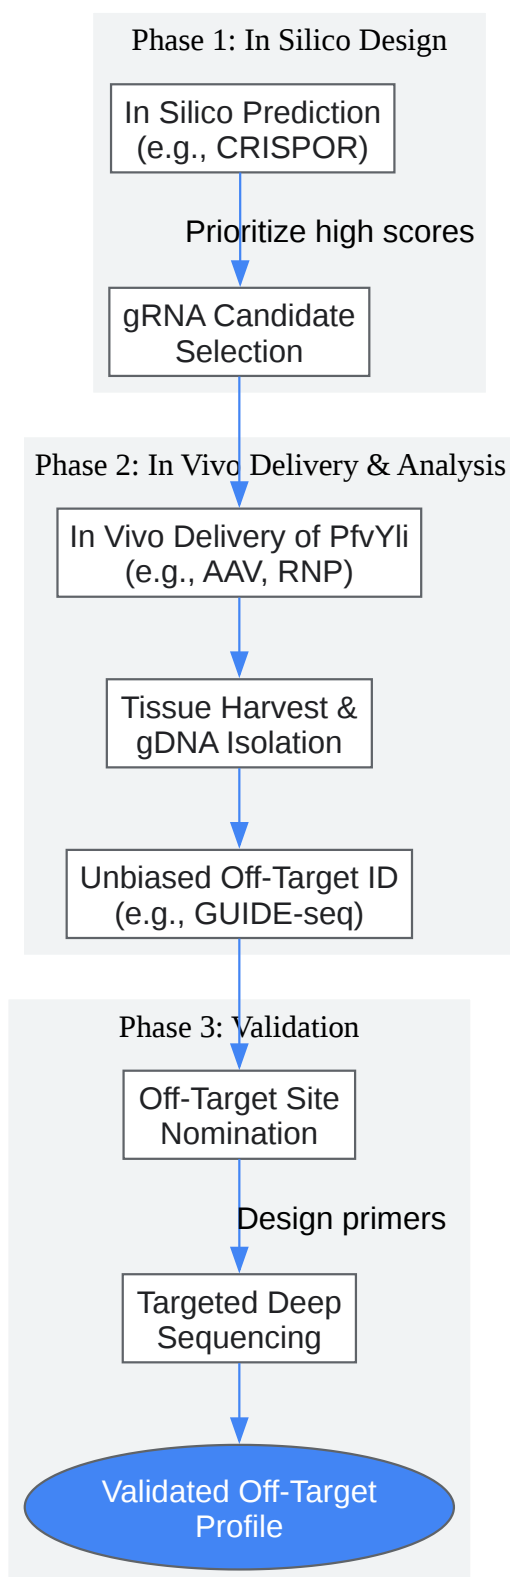 Phase 1: In Silico Design
In Silico Prediction
(e.g., CRISPOR)
Prioritize high scores
gRNA Candidate
Selection
Phase 2: In Vivo Delivery & Analysis
In Vivo Delivery of PfvYli
(e.g., AAV, RNP)
Tissue Harvest &
gDNA Isolation
Unbiased Off-Target ID
(e.g., GUIDE-seq)
Phase 3: Validation
Off-Target Site
Nomination
Design primers
Targeted Deep
Sequencing
Validated Off-Target
Profile